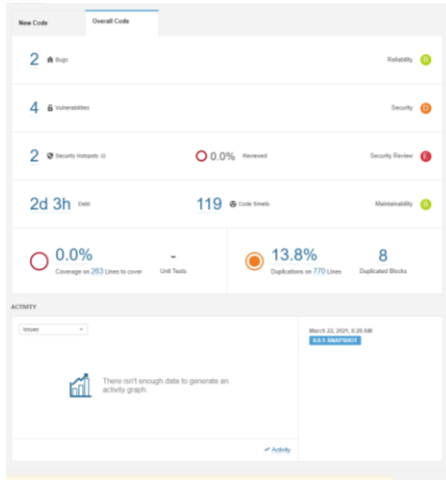 New Code
Overall Code
2 Bugs
Reliability B
4 Vulnerabilities
Security D
2 Security Hotspots
0.0% Reviewed
Security Review E
2d 3h Debt
119 Code Smells
Maintainability B
0.0%
Coverage on 263 Lines to cover
-
Unit Tests
13.8%
Duplications on 770 Lines
8
Duplicated Blocks
ACTIVITY
Issues
There isn't enough data to generate an
activity graph.
Activity
March 22, 2021, 6:20 AM
0.0.1-SNAPSHOT